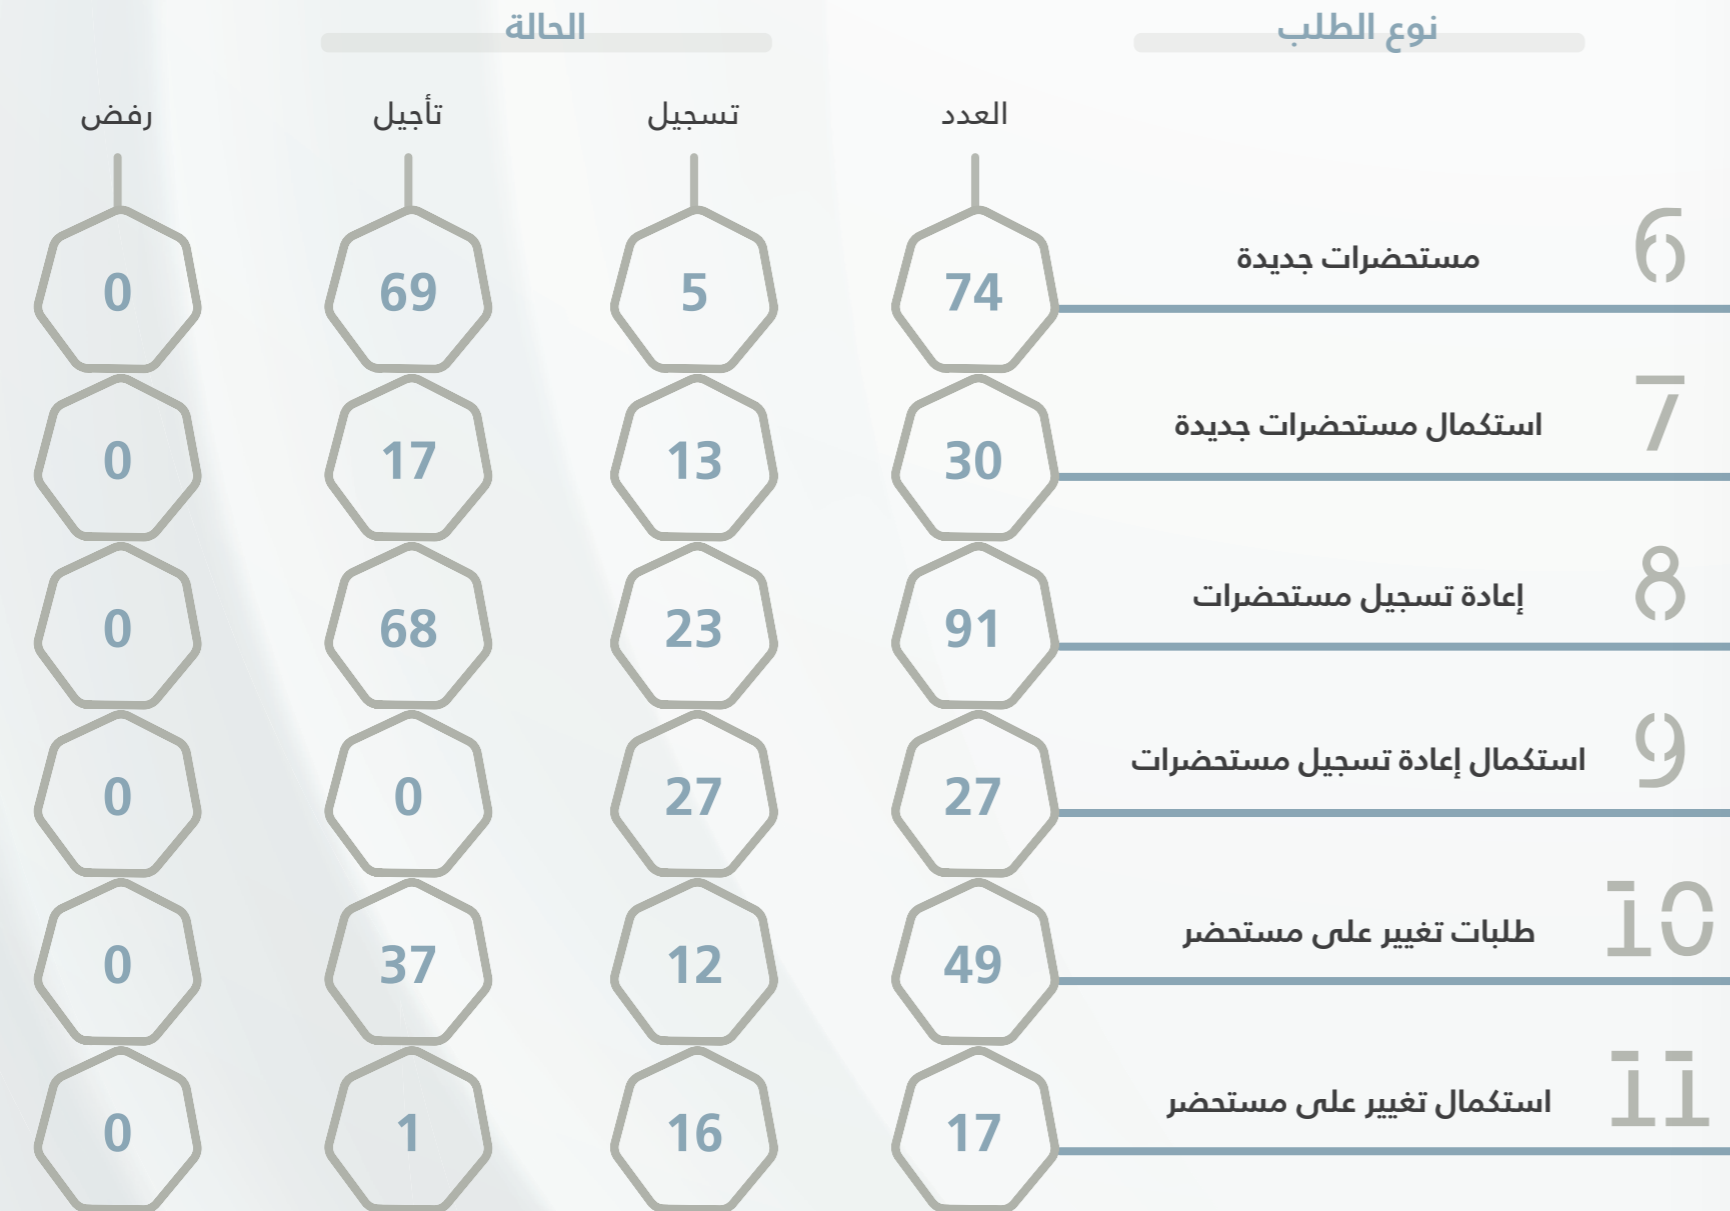 نوع الطلب الحالة
العدد تسجيل تأجيل رفض
6 مستحضرات جديدة 74 5 69 0
7 استكمال مستحضرات جديدة 30 13 17 0
8 إعادة تسجيل مستحضرات 91 23 68 0
9 استكمال إعادة تسجيل مستحضرات 27 27 0 0
10 طلبات تغيير على مستحضر 49 12 37 0
11 استكمال تغيير على مستحضر 17 16 1 0